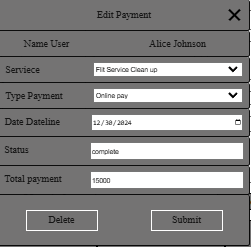 Edit Payment
Name User Alice Johnson
Serviece Flit Service Clean up
Type Payment Online pay
Date Dateline 12/30/2024
Status complete
Total payment 15000
Delete Submit